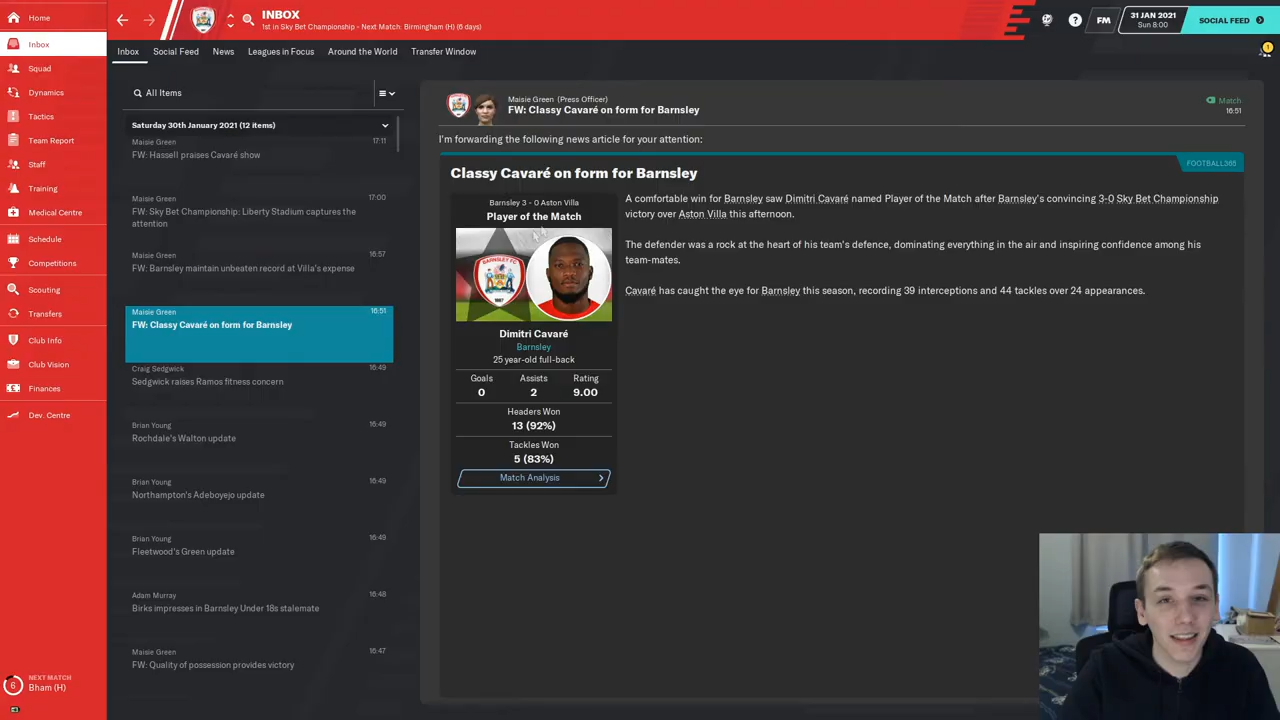 Home
Inbox
Squad
Dynamics
Tactics
Team Report
Staff
Training
Medical Centre
Schedule
Competitions
Scouting
Transfers
Club Info
Club Vision
Finances
Dev. Centre
6
NEXT MATCH
Bham (H)
INBOX
1st in Sky Bet Championship • Next Match: Birmingham (H) (6 days)
?
FM
31 JAN 2021
Sun 8:00
SOCIAL FEED
1
Inbox
Social Feed
News
Leagues in Focus
Around the World
Transfer Window
All Items
Saturday 30th January 2021 (12 items)
Maisie Green 17:11
FW: Hassell praises Cavaré show
Maisie Green 17:00
FW: Sky Bet Championship: Liberty Stadium captures the
attention
Maisie Green 16:57
FW: Barnsley maintain unbeaten record at Villa's expense
Maisie Green 16:51
FW: Classy Cavaré on form for Barnsley
Craig Sedgwick 16:49
Sedgwick raises Ramos fitness concern
Brian Young 16:49
Rochdale's Walton update
Brian Young 16:49
Northampton's Adeboyejo update
Brian Young 16:49
Fleetwood's Green update
Adam Murray 16:48
Birks impresses in Barnsley Under 18s stalemate
Maisie Green 16:47
FW: Quality of possession provides victory
Maisie Green (Press Officer)
FW: Classy Cavaré on form for Barnsley
Match
16:51
I'm forwarding the following news article for your attention:
FOOTBALL365
Classy Cavaré on form for Barnsley
Barnsley 3 - 0 Aston Villa
Player of the Match
BARNSLEY FC
Dimitri Cavaré
Barnsley
25 year-old full-back
Goals Assists Rating
0 2 9.00
Headers Won
13 (92%)
Tackles Won
5 (83%)
Match Analysis
A comfortable win for Barnsley saw Dimitri Cavaré named Player of the Match after Barnsley's convincing 3-0 Sky Bet Championship
victory over Aston Villa this afternoon.
The defender was a rock at the heart of his team's defence, dominating everything in the air and inspiring confidence among his
team-mates.
Cavaré has caught the eye for Barnsley this season, recording 39 interceptions and 44 tackles over 24 appearances.